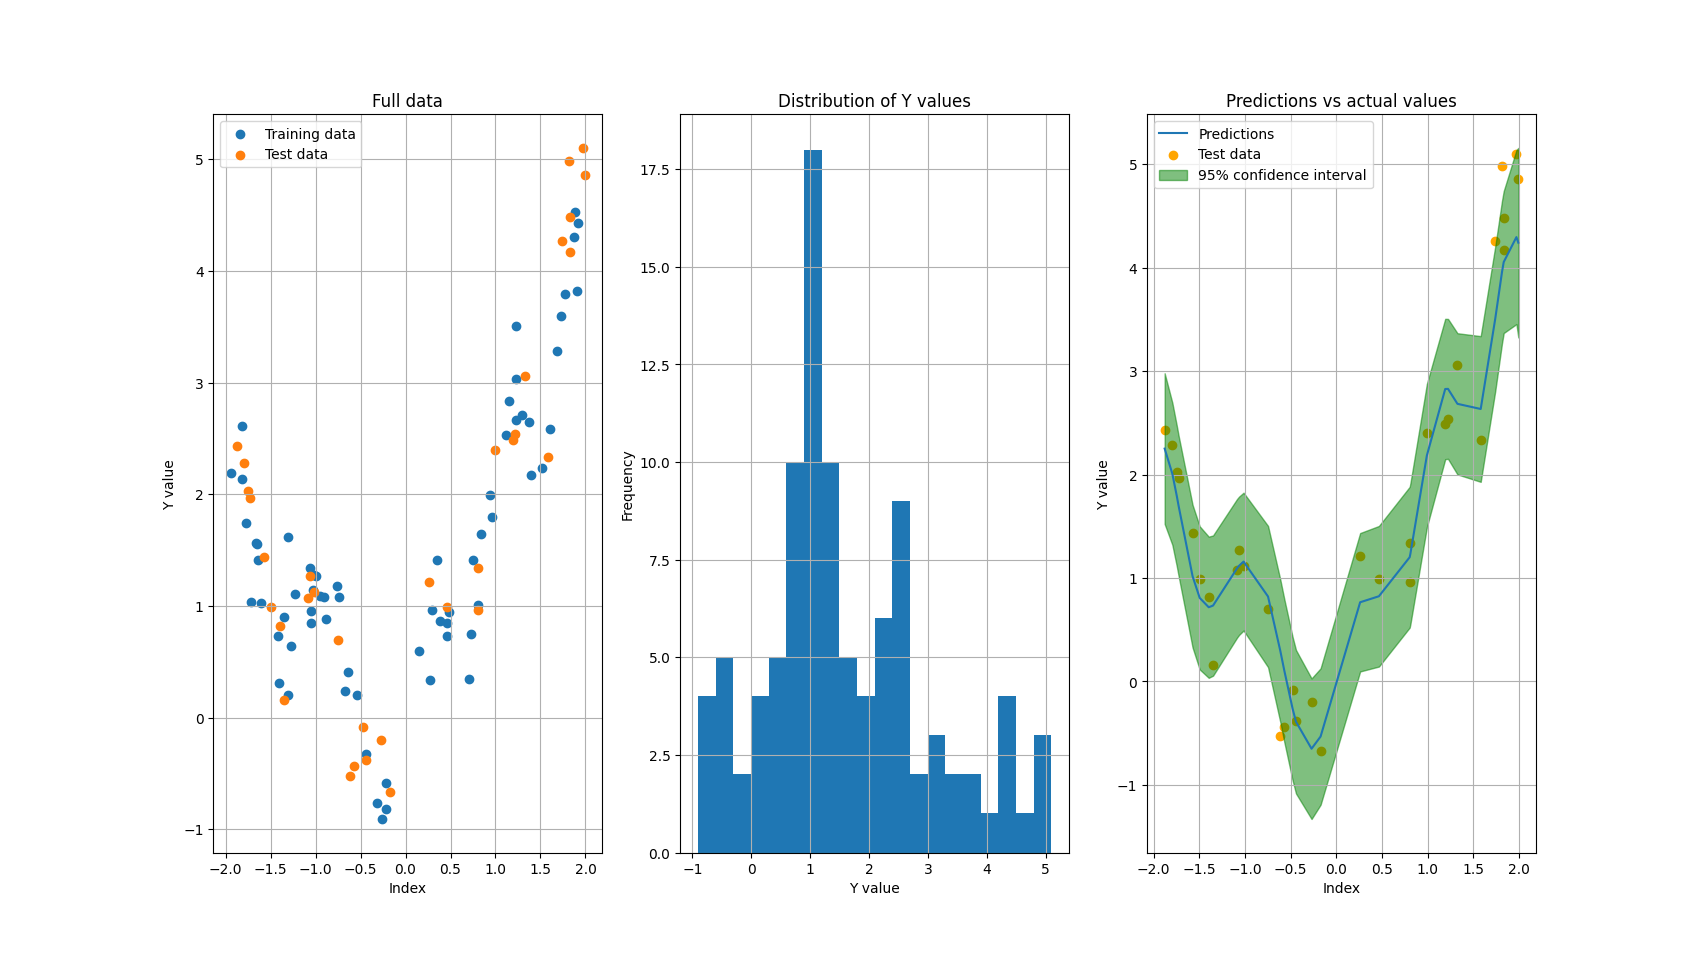 Full data
Training data
Test data
5
4
3
2
1
0
−1
Y value
−2.0 −1.5 −1.0 −0.5 0.0 0.5 1.0 1.5 2.0
Index
Distribution of Y values
17.5
15.0
12.5
10.0
7.5
5.0
2.5
0.0
Frequency
−1 0 1 2 3 4 5
Y value
Predictions vs actual values
Predictions
Test data
95% confidence interval
5
4
3
2
1
0
−1
Y value
−2.0 −1.5 −1.0 −0.5 0.0 0.5 1.0 1.5 2.0
Index